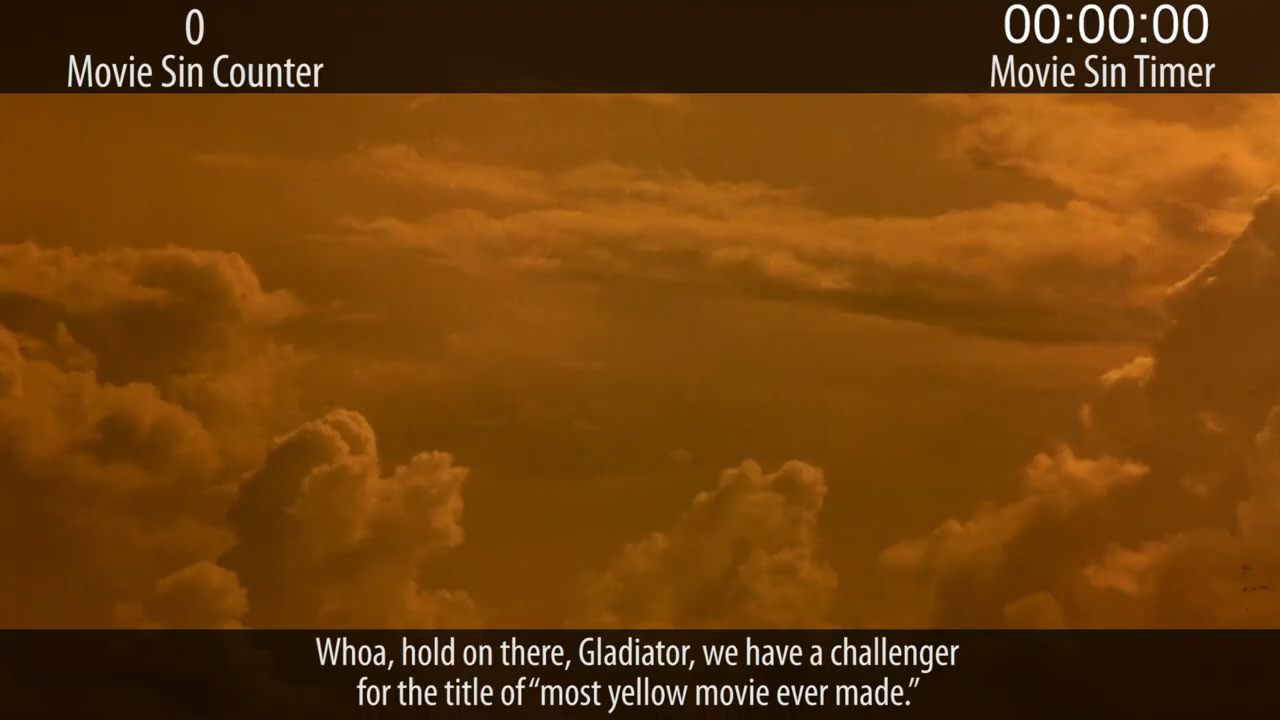 0
Movie Sin Counter
00:00:00
Movie Sin Timer
Whoa, hold on there, Gladiator, we have a challenger
for the title of “most yellow movie ever made.”